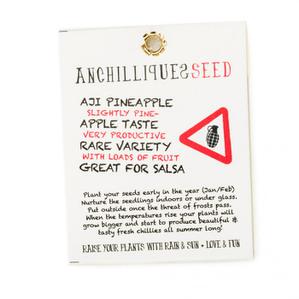 ANCHILLIQUES SEED
AJI PINEAPPLE
SLIGHTLY PINE-
APPLE TASTE
VERY PRODUCTIVE
RARE VARIETY
WITH LOADS OF FRUIT
GREAT FOR SALSA
Plant your seeds early in the year (Jan/Feb)
Nurture the seedlings indoors or under glass.
Put outside once the threat of frosts pass.
When the temperatures rise your plants will
grow bigger and start to produce beautiful &
tasty fresh chillies all summer long!
RAISE YOUR PLANTS WITH RAIN & SUN + LOVE & FUN